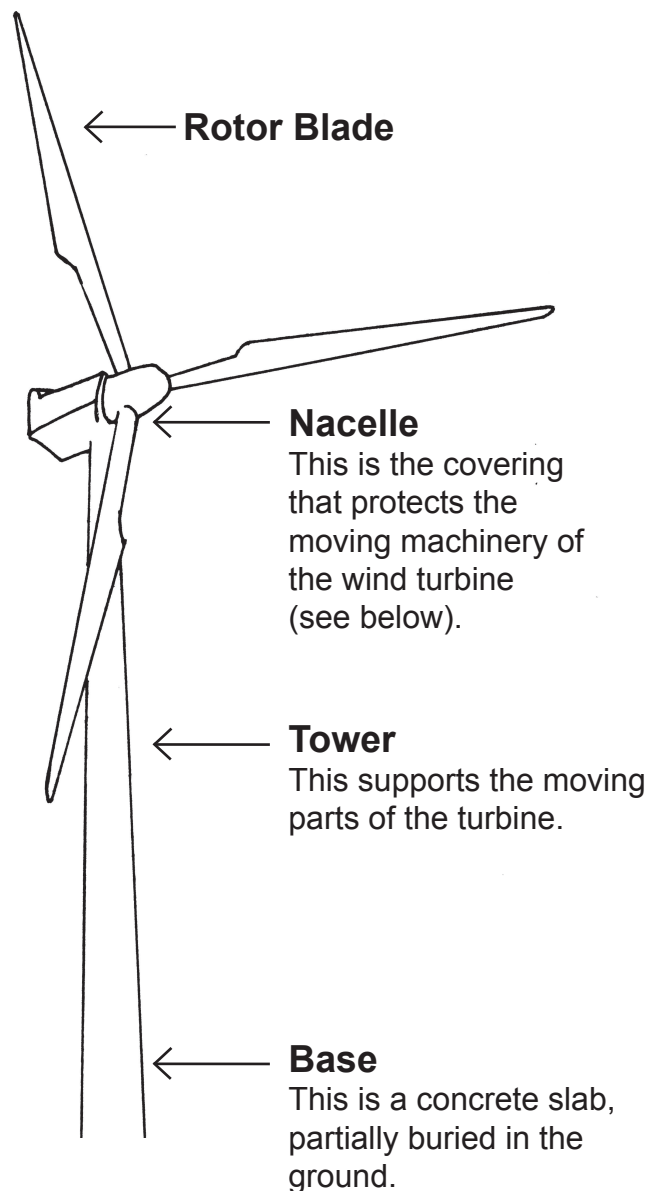 Rotor Blade
Nacelle
This is the covering
that protects the
moving machinery of
the wind turbine
(see below).
Tower
This supports the moving
parts of the turbine.
Base
This is a concrete slab,
partially buried in the
ground.